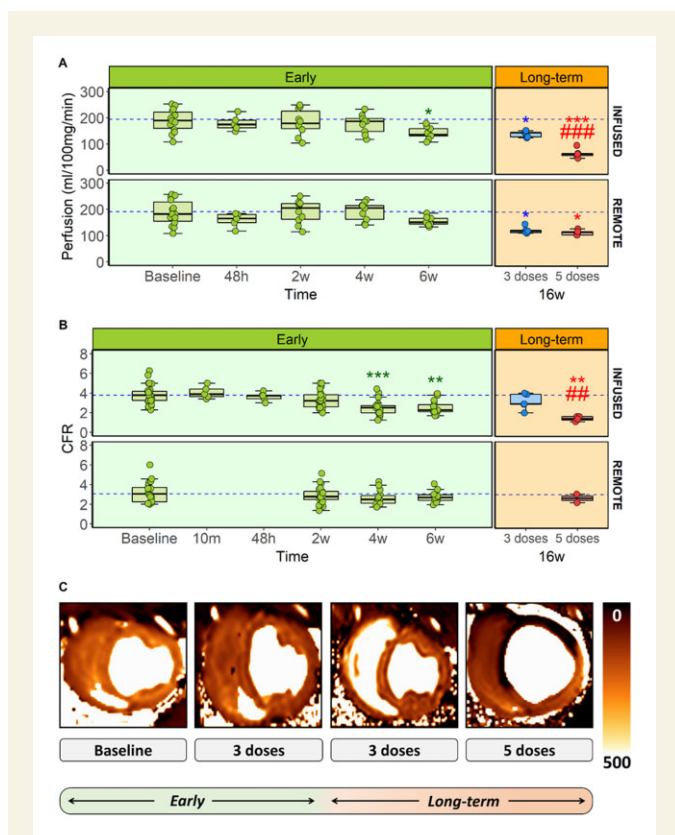 A
Early
Long-term
Perfusion (ml/100mg/min)
300
200
100
0
*
*
***
###
INFUSED
300
200
100
0
*
*
REMOTE
Baseline 48h 2w 4w 6w
3 doses 5 doses
Time
16w
B
Early
Long-term
CFR
8
6
4
2
0
***
**
**
##
INFUSED
8
6
4
2
0
REMOTE
Baseline 10m 48h 2w 4w 6w
3 doses 5 doses
Time
16w
C
0
500
Baseline 3 doses 3 doses 5 doses
Early Long-term